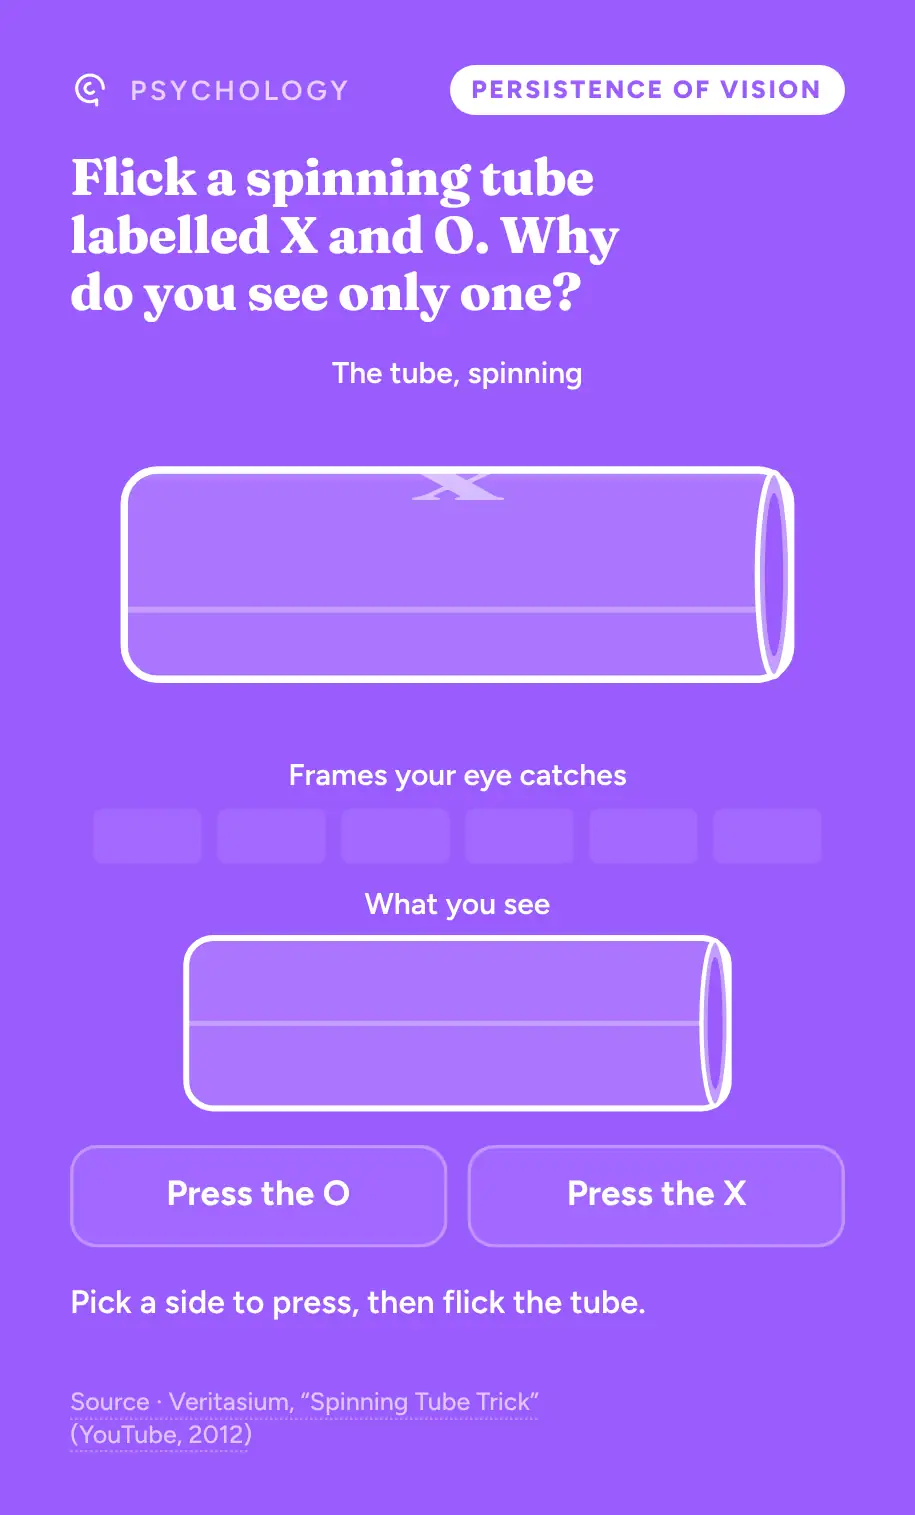 PSYCHOLOGY
PERSISTENCE OF VISION
Flick a spinning tube
labelled X and O. Why
do you see only one?
The tube, spinning
X
Frames your eye catches
What you see
Press the O
Press the X
Pick a side to press, then flick the tube.
Source · Veritasium, “Spinning Tube Trick”
(YouTube, 2012)